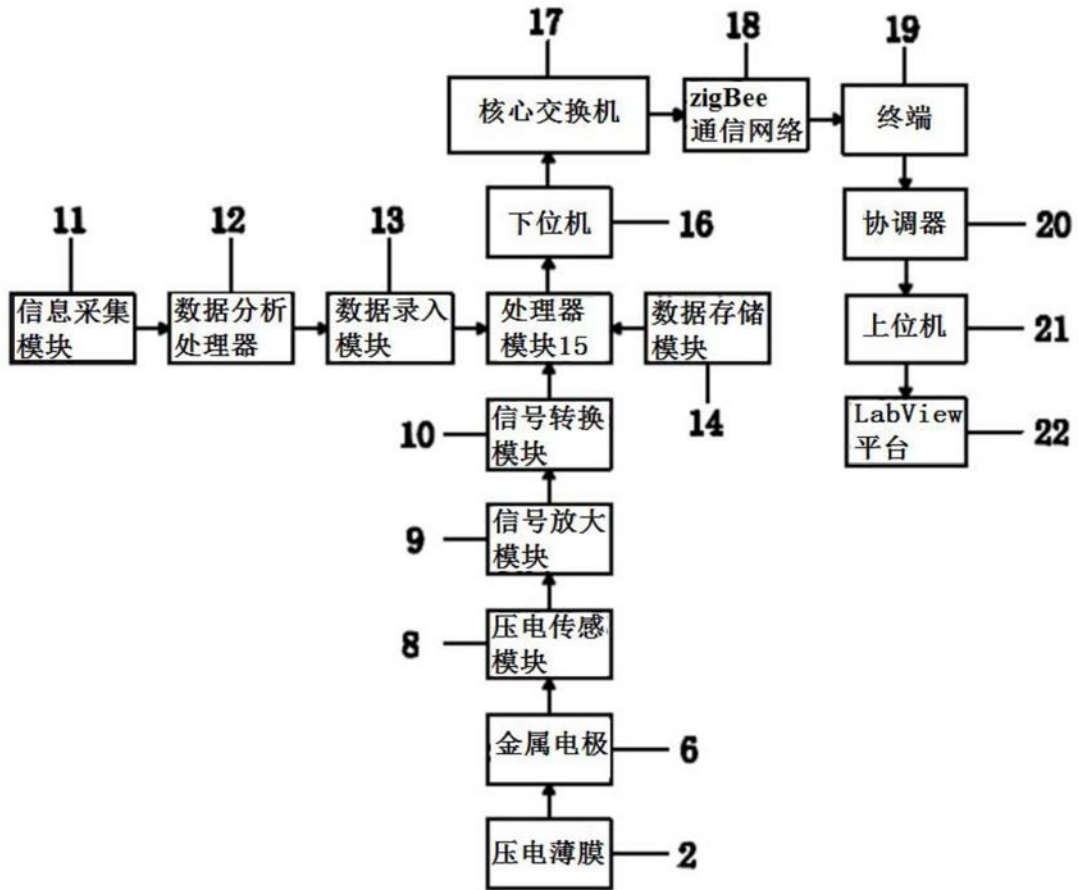 17
18
19
核心交换机
zigBee
通信网络
终端
下位机
16
协调器
20
11
12
13
信息采集
模块
数据分析
处理器
数据录入
模块
处理器
模块15
数据存储
模块
上位机
21
10
信号转换
模块
14
LabView
平台
22
9
信号放大
模块
8
压电传感
模块
金属电极
6
压电薄膜
2